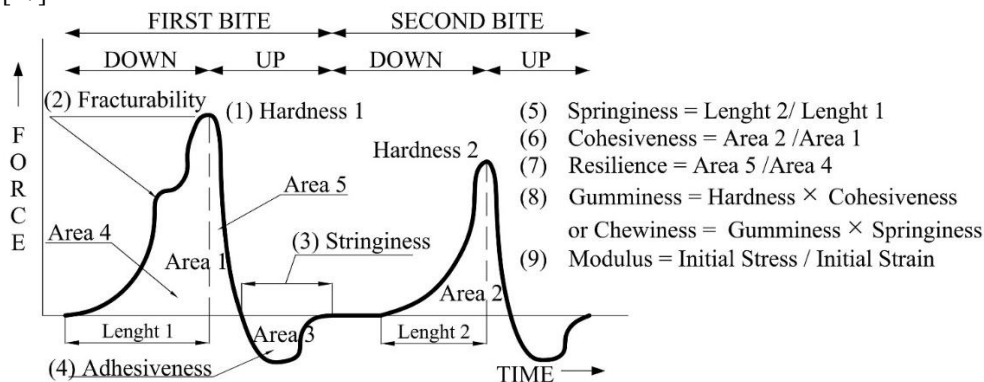 FIRST BITE
SECOND BITE
DOWN
UP
DOWN
UP
FORCE
(2) Fracturability
(1) Hardness 1
Hardness 2
Area 5
Area 4
Area 1
(3) Stringiness
Area 2
Lenght 1
Area 3
Lenght 2
(4) Adhesiveness
TIME
(5) Springiness = Lenght 2/ Lenght 1
(6) Cohesiveness = Area 2 /Area 1
(7) Resilience = Area 5 /Area 4
(8) Gumminess = Hardness × Cohesiveness
or Chewiness = Gumminess × Springiness
(9) Modulus = Initial Stress / Initial Strain